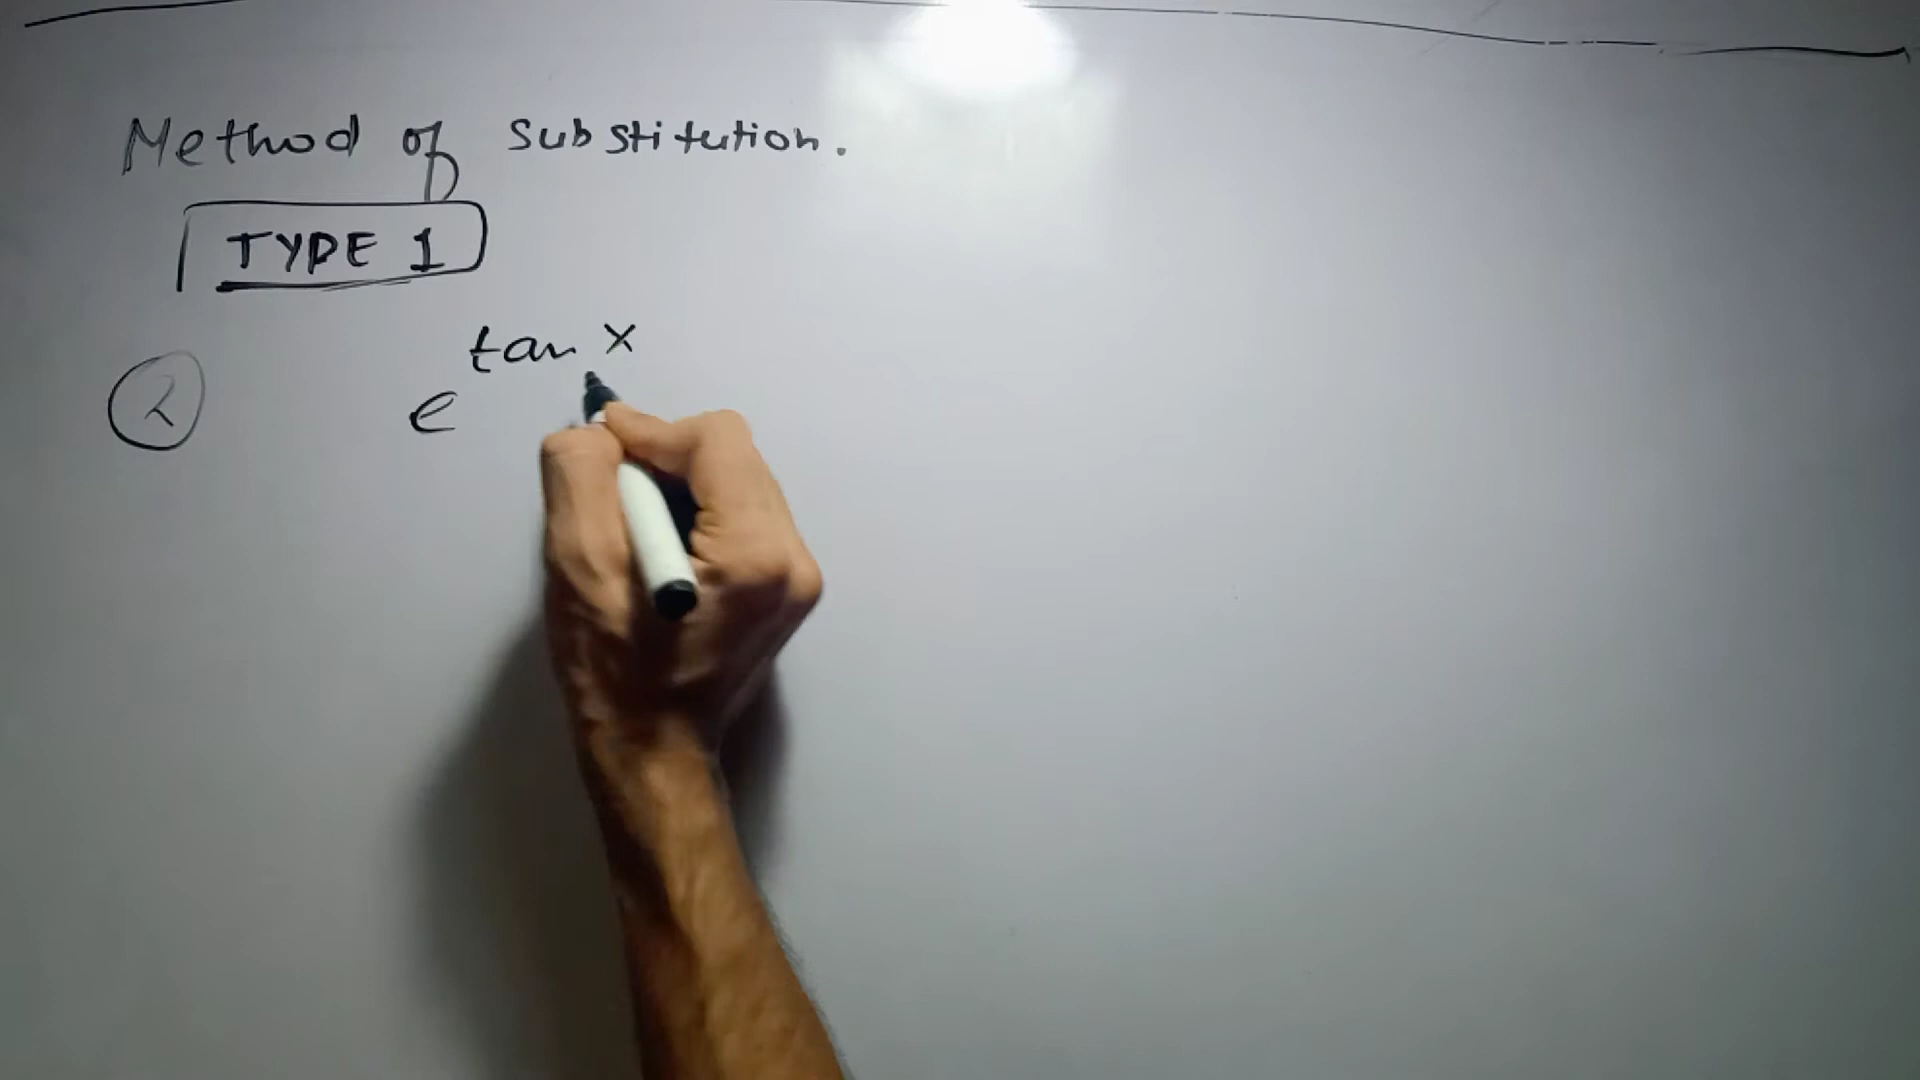 Method of Substitution.
TYPE 1
2 e^tan x